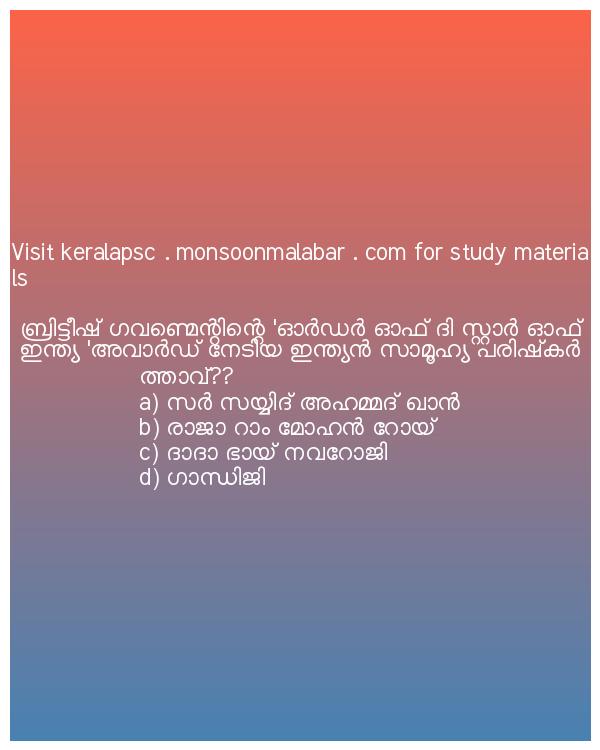 Visit keralapsc . monsoonmalabar . com for study materia
ls
ബ്രിട്ടീഷ് ഗവണ്മെന്റിന്റെ 'ഓർഡർ ഓഫ് ദി സ്റ്റാർ ഓഫ്
ഇന്ത്യ 'അവാർഡ് നേടിയ ഇന്ത്യൻ സാമൂഹ്യ പരിഷ്കർ
ത്താവ്??
a) സർ സയ്യിദ് അഹമ്മദ് ഖാൻ
b) രാജാ റാം മോഹൻ റോയ്
c) ദാദാ ഭായ് നവറോജി
d) ഗാന്ധിജി